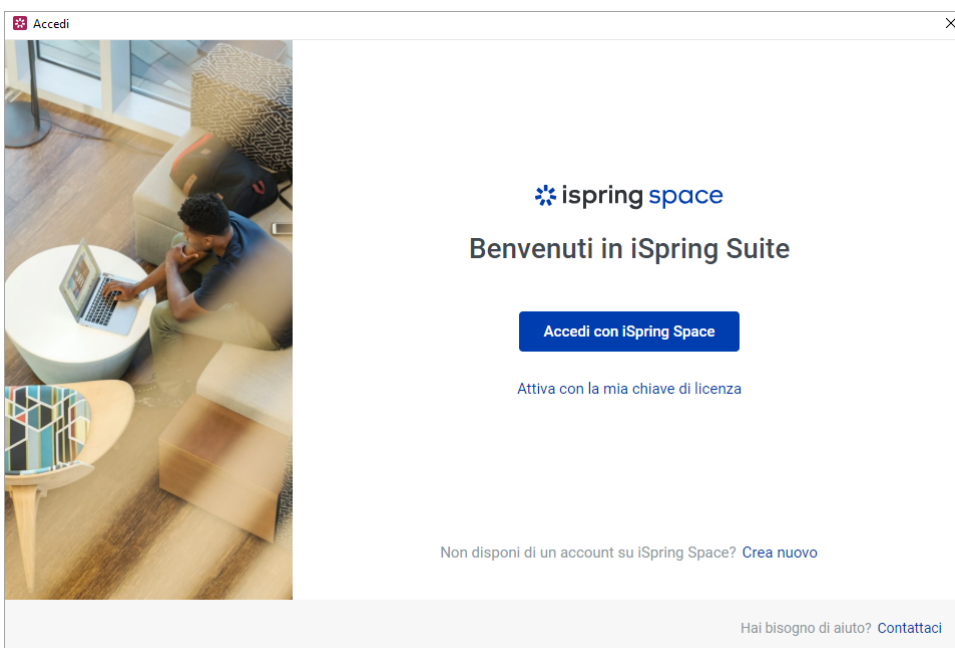 Accedi
ispring space
Benvenuti in iSpring Suite
Accedi con iSpring Space
Attiva con la mia chiave di licenza
Non disponi di un account su iSpring Space? Crea nuovo
Hai bisogno di aiuto? Contattaci